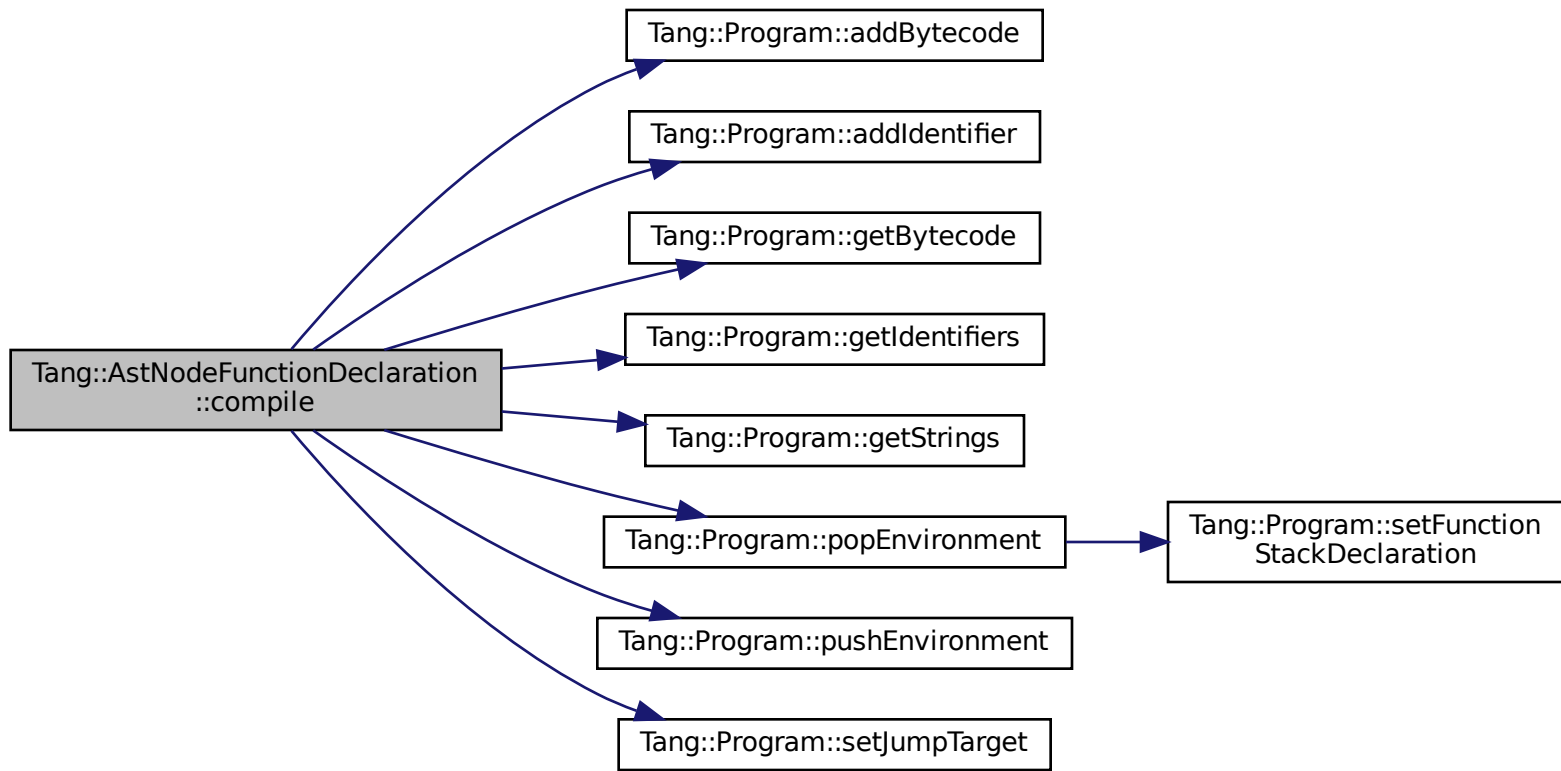 Tang::Program::addBytecode
Tang::Program::addIdentifier
Tang::Program::getBytecode
Tang::Program::getIdentifiers
Tang::AstNodeFunctionDeclaration
::compile
Tang::Program::getStrings
Tang::Program::popEnvironment
Tang::Program::setFunction
StackDeclaration
Tang::Program::pushEnvironment
Tang::Program::setJumpTarget